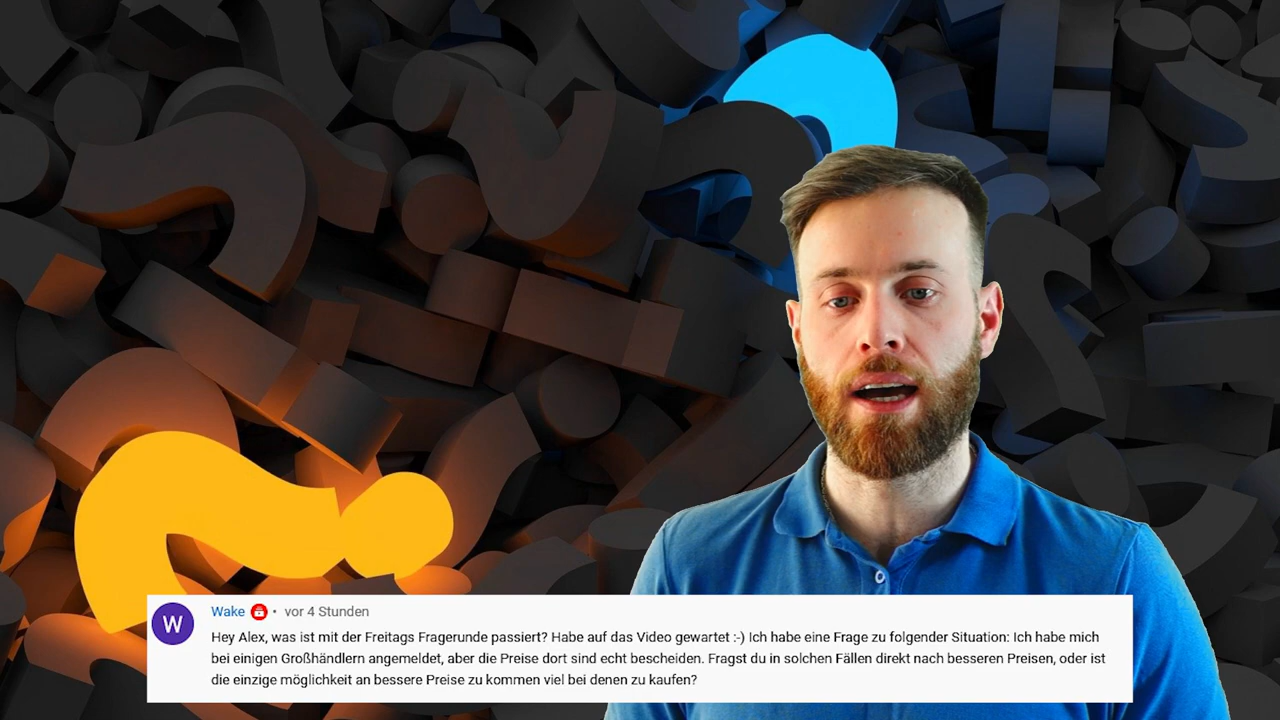 W
Wake • vor 4 Stunden
Hey Alex, was ist mit der Freitags Fragerunde passiert? Habe auf das Video gewartet :-) Ich habe eine Frage zu folgender Situation: Ich habe mich
bei einigen Großhändlern angemeldet, aber die Preise dort sind echt bescheiden. Fragst du in solchen Fällen direkt nach besseren Preisen, oder ist
die einzige möglichkeit an bessere Preise zu kommen viel bei denen zu kaufen?